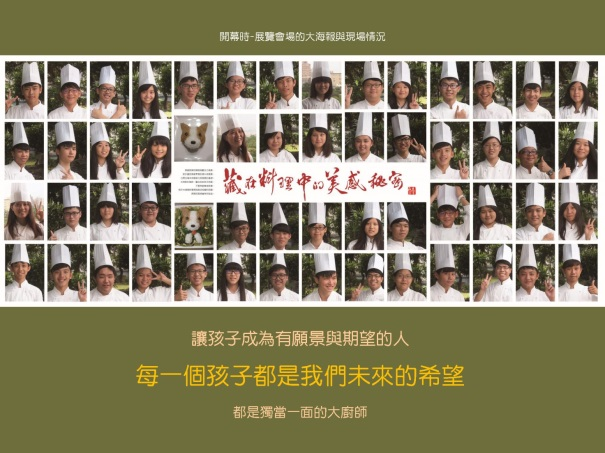 開幕時-展覽會場的大海報與現場情況
藏在料理中的美感秘密
讓孩子成為有願景與期望的人
每一個孩子都是我們未來的希望
都是獨當一面的大廚師